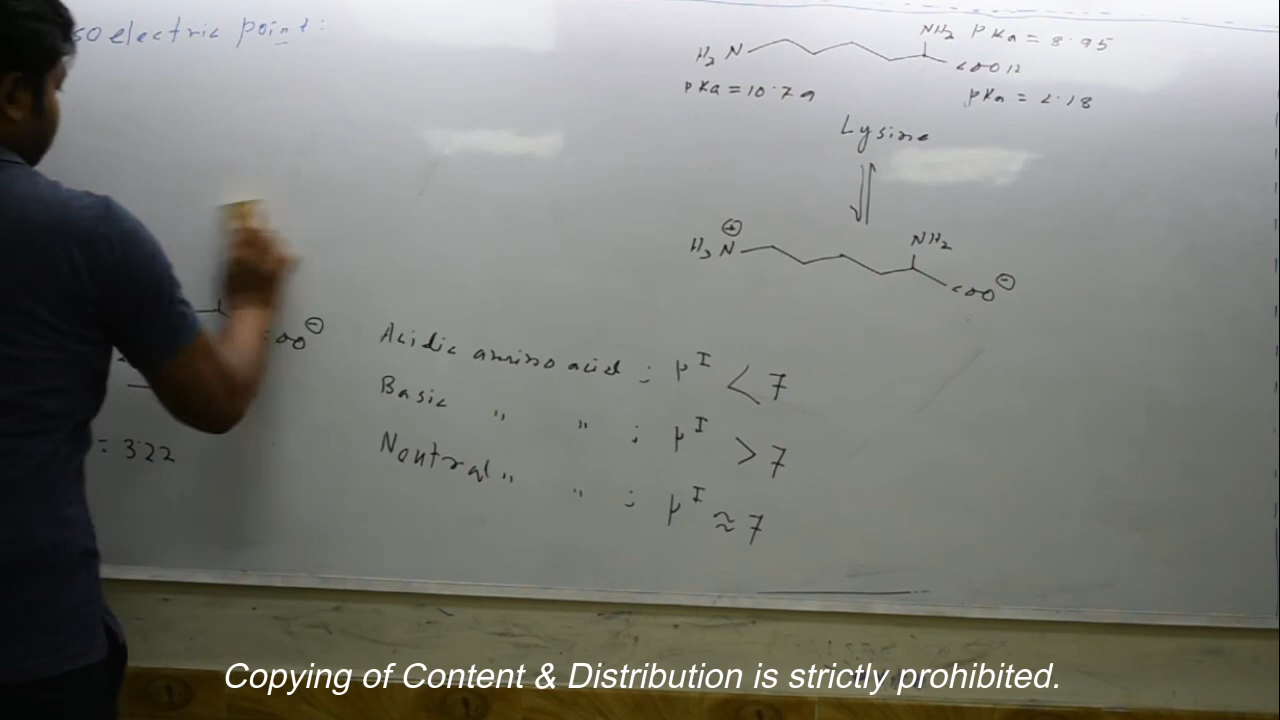 soelectric point:
NH₂ pKa = 8.95
H₂N
COOH
pKa = 10.79
pKa = 2.18
Lysine
⊕
H₃N
NH₂
COO⊖
COO⊖
Acidic amino acid ; pI < 7
Basic " " ; pI > 7
Neutral " " ; pI ≈ 7
= 3.22
Copying of Content & Distribution is strictly prohibited.